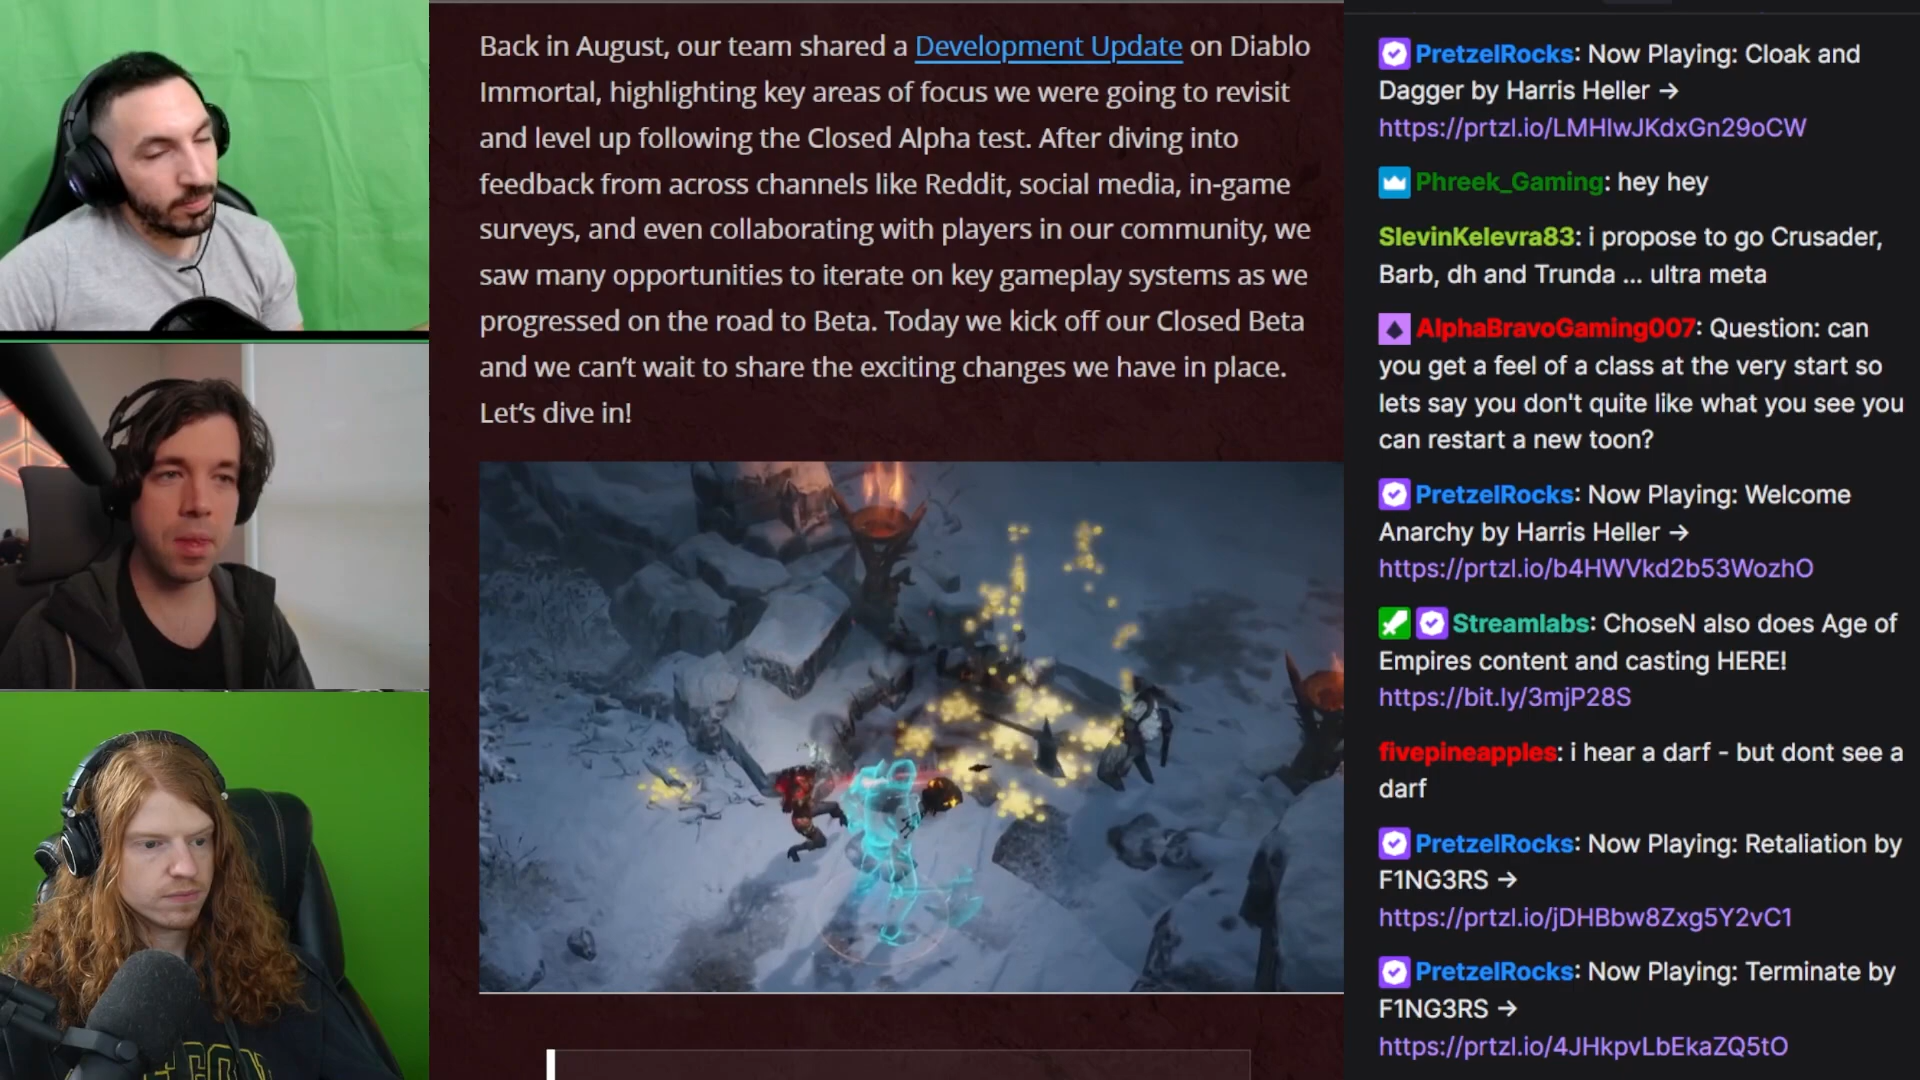 Back in August, our team shared a Development Update on Diablo
Immortal, highlighting key areas of focus we were going to revisit
and level up following the Closed Alpha test. After diving into
feedback from across channels like Reddit, social media, in-game
surveys, and even collaborating with players in our community, we
saw many opportunities to iterate on key gameplay systems as we
progressed on the road to Beta. Today we kick off our Closed Beta
and we can’t wait to share the exciting changes we have in place.
Let’s dive in!
PretzelRocks: Now Playing: Cloak and
Dagger by Harris Heller →
https://prtzl.io/LMHlwJKdxGn29oCW
Phreek_Gaming: hey hey
SlevinKelevra83: i propose to go Crusader,
Barb, dh and Trunda ... ultra meta
AlphaBravoGaming007: Question: can
you get a feel of a class at the very start so
lets say you don't quite like what you see you
can restart a new toon?
PretzelRocks: Now Playing: Welcome
Anarchy by Harris Heller →
https://prtzl.io/b4HWVkd2b53WozhO
Streamlabs: ChoseN also does Age of
Empires content and casting HERE!
https://bit.ly/3mjP28S
fivepineapples: i hear a darf - but dont see a
darf
PretzelRocks: Now Playing: Retaliation by
F1NG3RS →
https://prtzl.io/jDHBbw8Zxg5Y2vC1
PretzelRocks: Now Playing: Terminate by
F1NG3RS →
https://prtzl.io/4JHkpvLbEkaZQ5tO